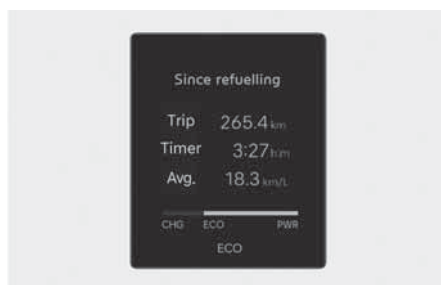 Since refuelling
Trip 265.4 km
Timer 3:27 h:m
Avg. 18.3 km/L
CHG ECO PWR
ECO